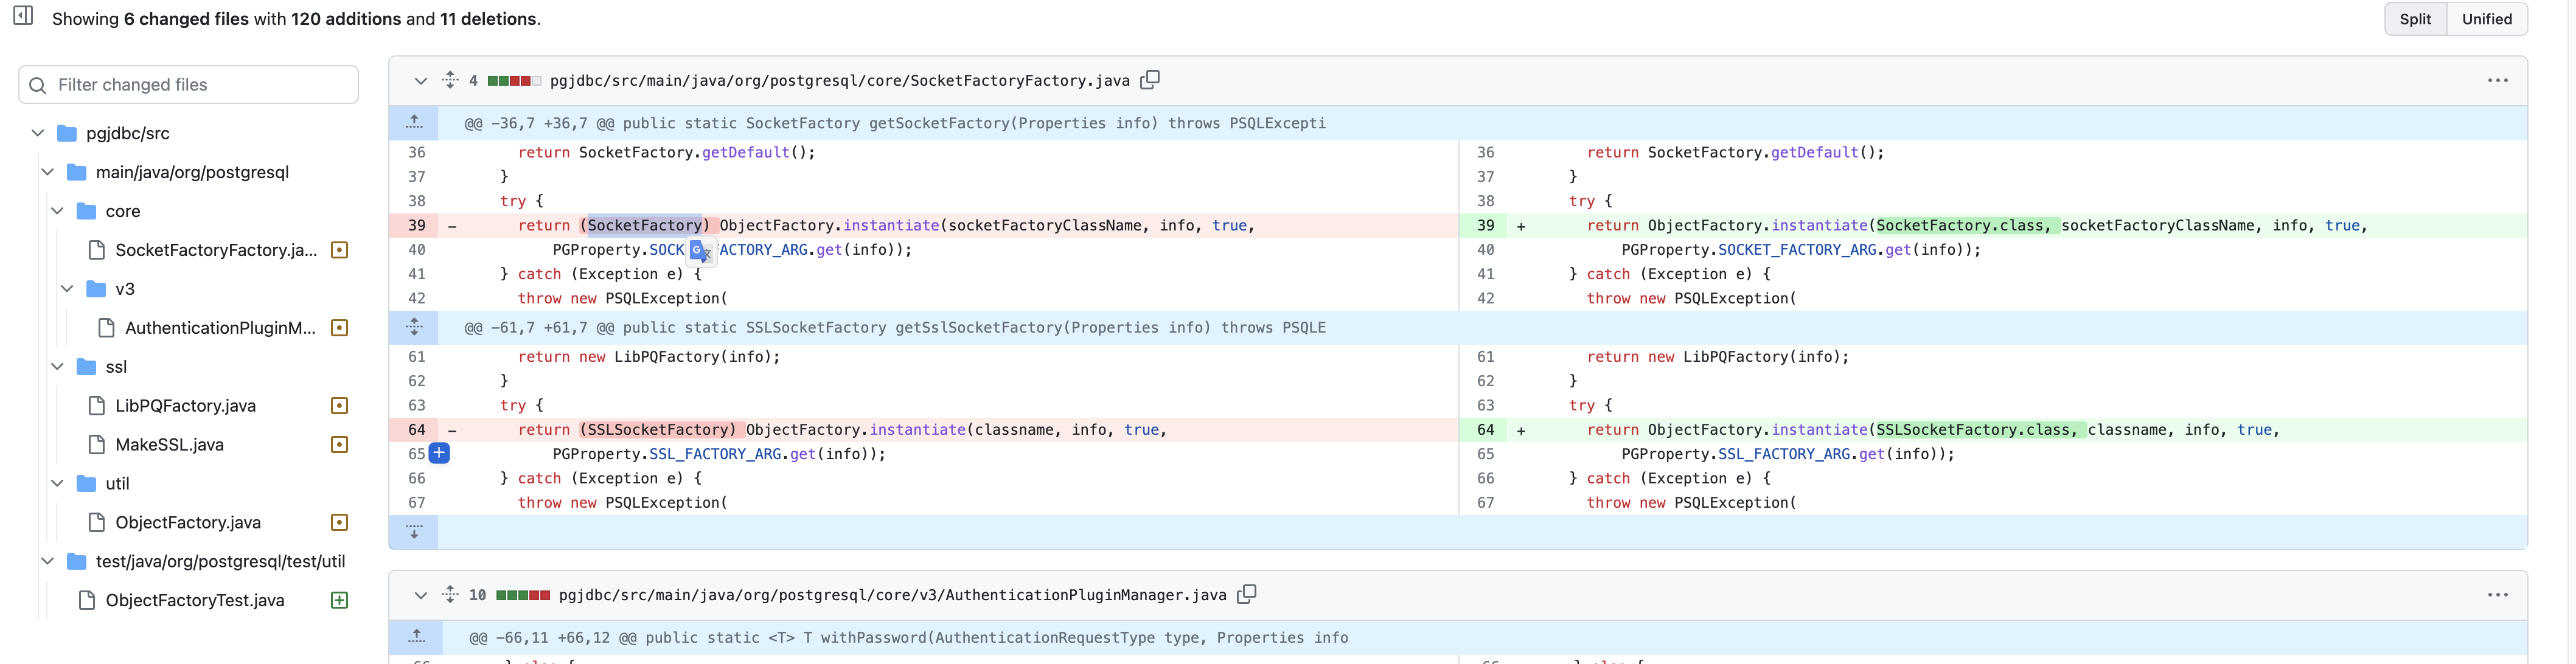 Showing 6 changed files with 120 additions and 11 deletions.
Split Unified
Filter changed files
pgjdbc/src
main/java/org/postgresql
core
SocketFactoryFactory.ja...
v3
AuthenticationPluginM...
ssl
LibPQFactory.java
MakeSSL.java
util
ObjectFactory.java
test/java/org/postgresql/test/util
ObjectFactoryTest.java
4 pgjdbc/src/main/java/org/postgresql/core/SocketFactoryFactory.java
@@ -36,7 +36,7 @@ public static SocketFactory getSocketFactory(Properties info) throws PSQLExcepti
36 return SocketFactory.getDefault();
37 }
38 try {
39 - return (SocketFactory) ObjectFactory.instantiate(socketFactoryClassName, info, true,
40 PGProperty.SOCK FACTORY_ARG.get(info));
41 } catch (Exception e) {
42 throw new PSQLException(
36 return SocketFactory.getDefault();
37 }
38 try {
39 + return ObjectFactory.instantiate(SocketFactory.class, socketFactoryClassName, info, true,
40 PGProperty.SOCKET_FACTORY_ARG.get(info));
41 } catch (Exception e) {
42 throw new PSQLException(
@@ -61,7 +61,7 @@ public static SSLSocketFactory getSslSocketFactory(Properties info) throws PSQLE
61 return new LibPQFactory(info);
62 }
63 try {
64 - return (SSLSocketFactory) ObjectFactory.instantiate(classname, info, true,
65 PGProperty.SSL_FACTORY_ARG.get(info));
66 } catch (Exception e) {
67 throw new PSQLException(
61 return new LibPQFactory(info);
62 }
63 try {
64 + return ObjectFactory.instantiate(SSLSocketFactory.class, classname, info, true,
65 PGProperty.SSL_FACTORY_ARG.get(info));
66 } catch (Exception e) {
67 throw new PSQLException(
10 pgjdbc/src/main/java/org/postgresql/core/v3/AuthenticationPluginManager.java
@@ -66,11 +66,12 @@ public static <T> T withPassword(AuthenticationRequestType type, Properties info